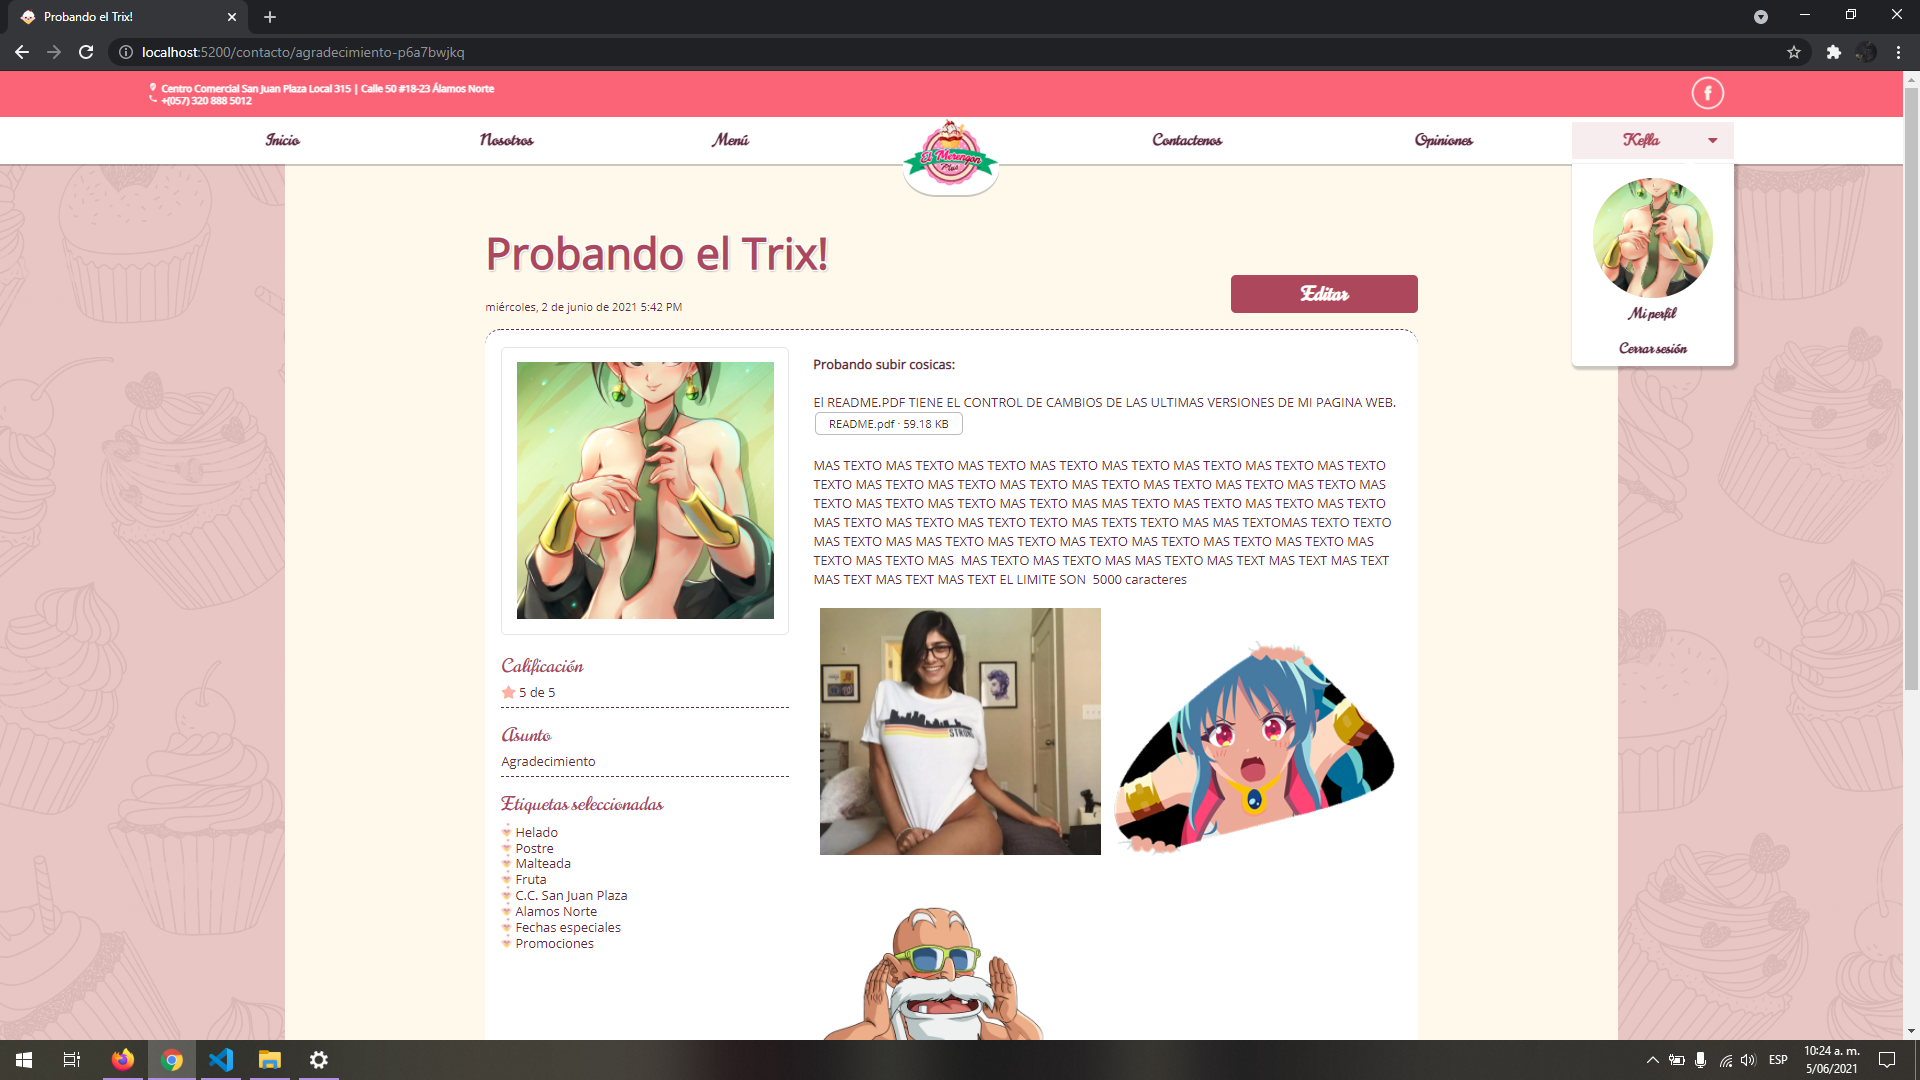 Probando el Trix!
localhost:5200/contacto/agradecimiento-p6a7bwjkq
Centro Comercial San Juan Plaza Local 315 | Calle 50 #18-23 Álamos Norte
+(057) 320 888 5012
Inicio
Nosotros
Menú
El Merengon
Plus
Contactenos
Opiniones
Kefla
Mi perfil
Cerrar sesión
Probando el Trix!
miércoles, 2 de junio de 2021 5:42 PM
Editar
Probando subir cosicas:
El README.PDF TIENE EL CONTROL DE CAMBIOS DE LAS ULTIMAS VERSIONES DE MI PAGINA WEB.
README.pdf · 59.18 KB
MAS TEXTO MAS TEXTO MAS TEXTO MAS TEXTO MAS TEXTO MAS TEXTO MAS TEXTO MAS TEXTO
TEXTO MAS TEXTO MAS TEXTO MAS TEXTO MAS TEXTO MAS TEXTO MAS TEXTO MAS TEXTO MAS
TEXTO MAS TEXTO MAS TEXTO MAS TEXTO MAS MAS TEXTO MAS TEXTO MAS TEXTO MAS TEXTO
MAS TEXTO MAS TEXTO MAS TEXTO TEXTO MAS TEXTS TEXTO MAS MAS TEXTOMAS TEXTO TEXTO
MAS TEXTO MAS MAS TEXTO MAS TEXTO MAS TEXTO MAS TEXTO MAS TEXTO MAS TEXTO MAS
TEXTO MAS TEXTO MAS  MAS TEXTO MAS TEXTO MAS MAS TEXTO MAS TEXT MAS TEXT MAS TEXT
MAS TEXT MAS TEXT MAS TEXT EL LIMITE SON  5000 caracteres
STRONG
Calificación
5 de 5
Asunto
Agradecimiento
Etiquetas seleccionadas
Helado
Postre
Malteada
Fruta
C.C. San Juan Plaza
Alamos Norte
Fechas especiales
Promociones
ESP
10:24 a. m.
5/06/2021